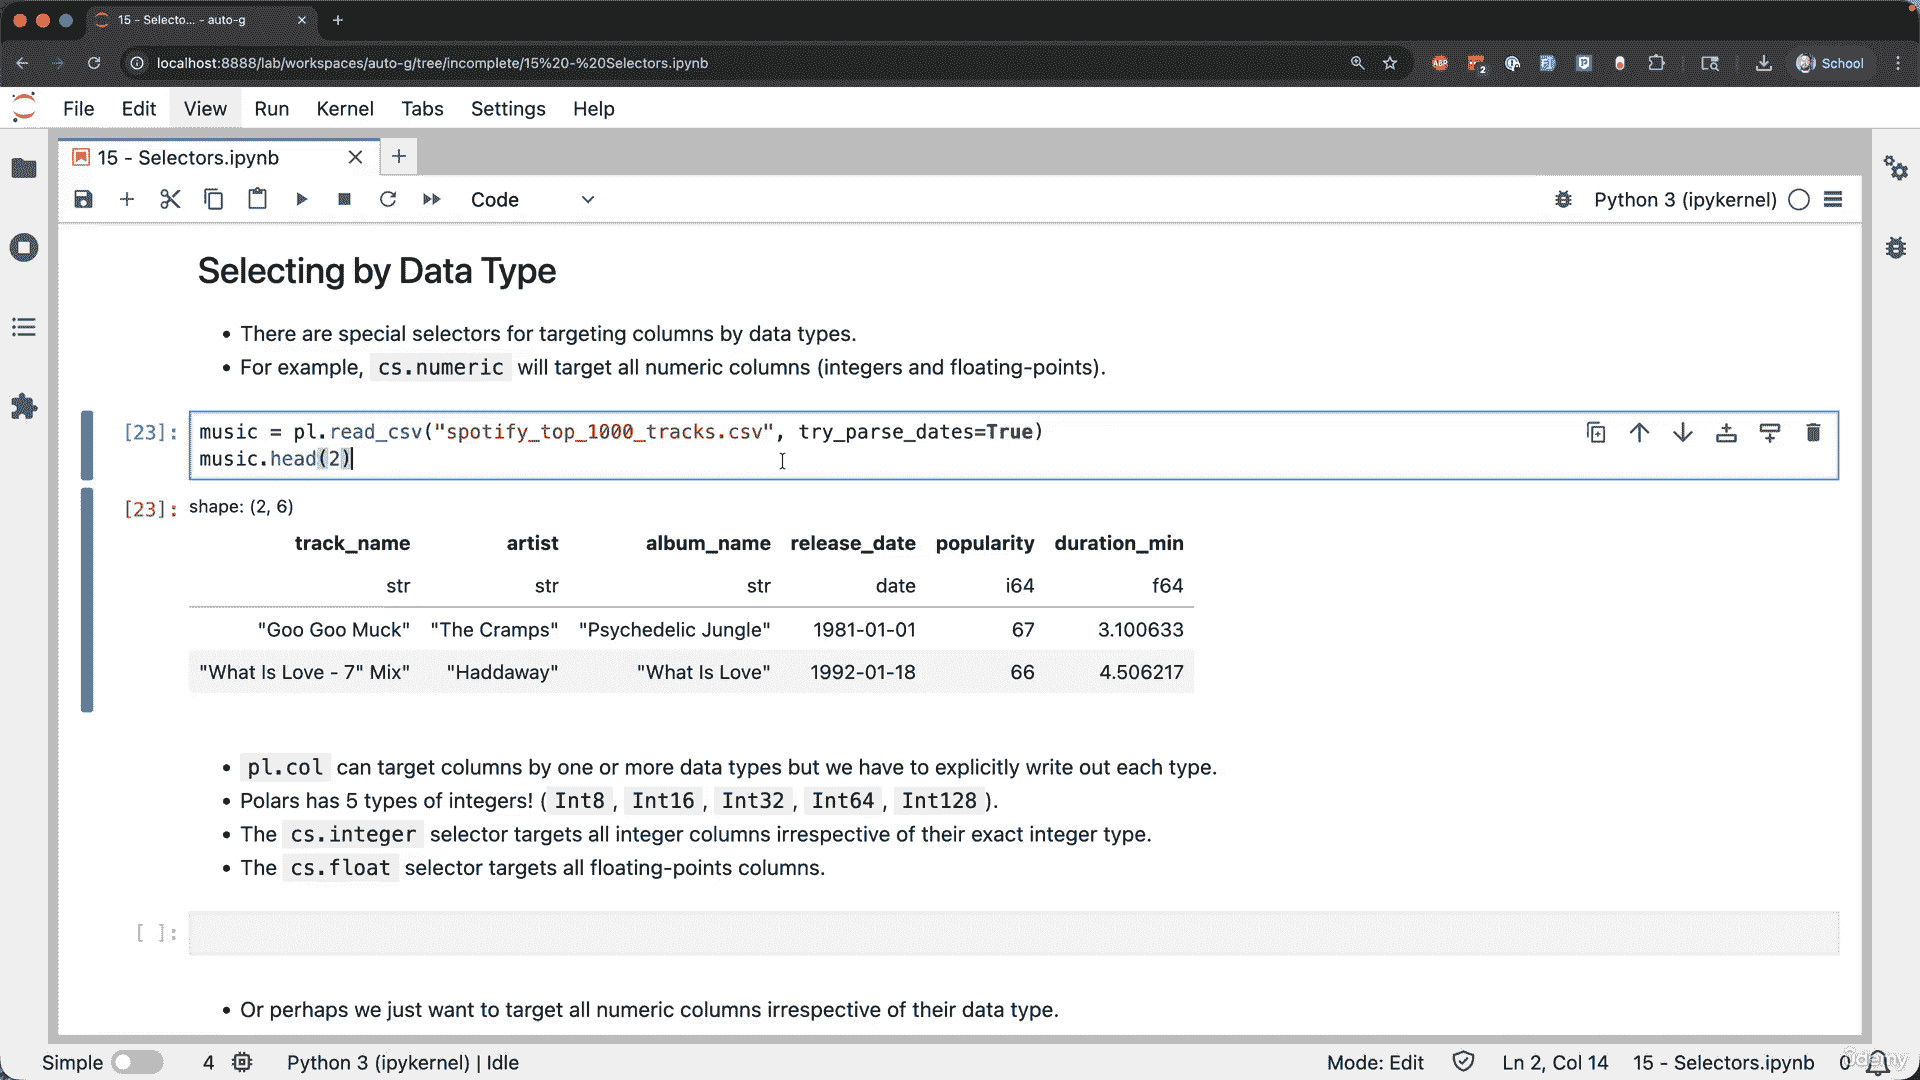 15 - Selecto... - auto-g
localhost:8888/lab/workspaces/auto-g/tree/incomplete/15%20-%20Selectors.ipynb
ABP
2
School
File Edit View Run Kernel Tabs Settings Help
15 - Selectors.ipynb
Code
Python 3 (ipykernel)
Selecting by Data Type
• There are special selectors for targeting columns by data types.
• For example, cs.numeric will target all numeric columns (integers and floating-points).
[23]: music = pl.read_csv("spotify_top_1000_tracks.csv", try_parse_dates=True)
music.head(2)
[23]: shape: (2, 6)
track_name artist album_name release_date popularity duration_min
str str str date i64 f64
"Goo Goo Muck" "The Cramps" "Psychedelic Jungle" 1981-01-01 67 3.100633
"What Is Love - 7" Mix" "Haddaway" "What Is Love" 1992-01-18 66 4.506217
• pl.col can target columns by one or more data types but we have to explicitly write out each type.
• Polars has 5 types of integers! (Int8, Int16, Int32, Int64, Int128).
• The cs.integer selector targets all integer columns irrespective of their exact integer type.
• The cs.float selector targets all floating-points columns.
[ ]:
• Or perhaps we just want to target all numeric columns irrespective of their data type.
Simple 4 Python 3 (ipykernel) | Idle Mode: Edit Ln 2, Col 14 15 - Selectors.ipynb 0
udemy